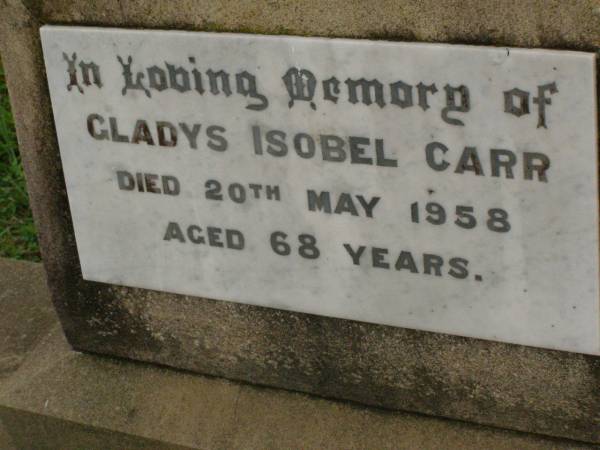 In Loving Memory of
GLADYS ISOBEL CARR
DIED 20TH MAY 1958
AGED 68 YEARS.